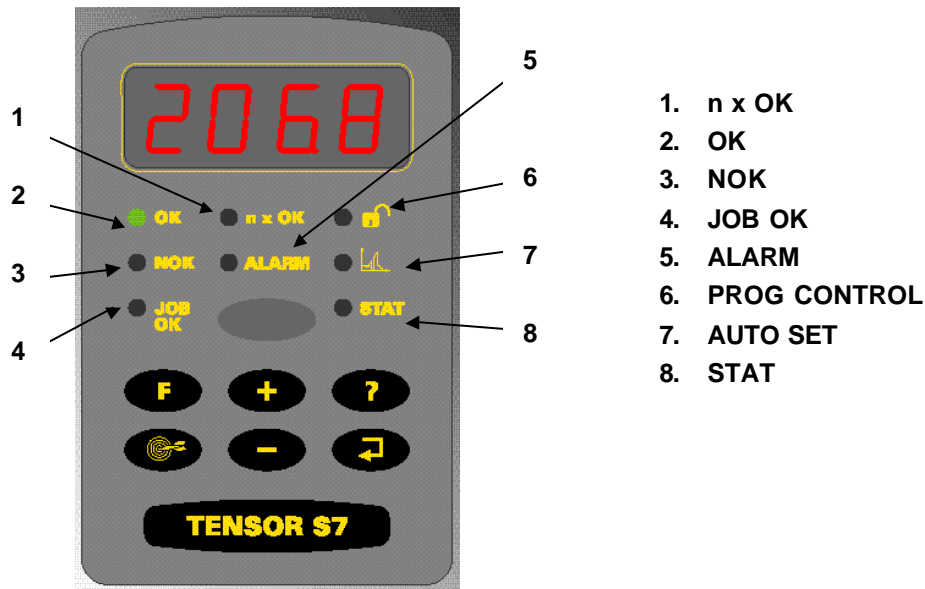 2068
1
2
3
4
5
6
7
8
OK
n x OK
NOK
ALARM
JOB
OK
STAT
F
+
?
-
TENSOR S7
1. n x OK
2. OK
3. NOK
4. JOB OK
5. ALARM
6. PROG CONTROL
7. AUTO SET
8. STAT